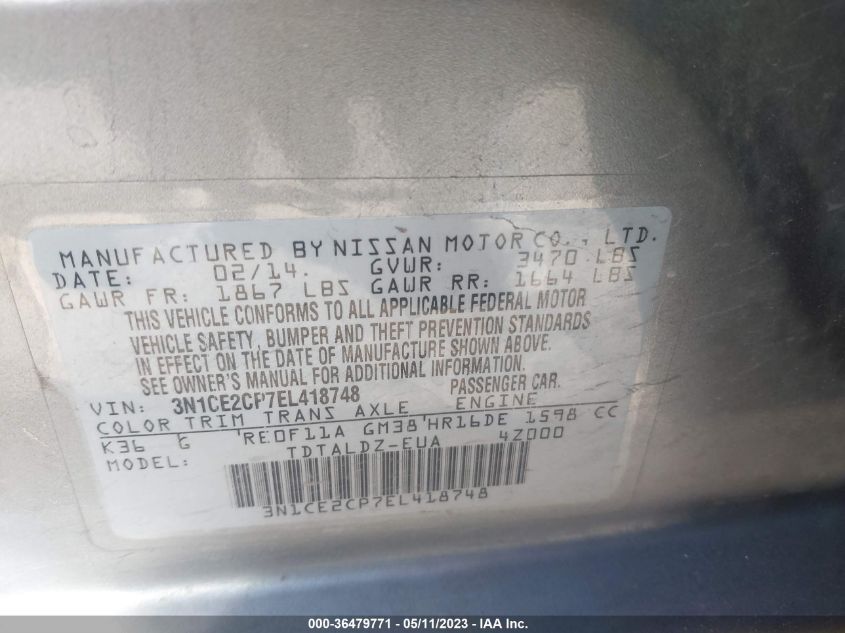 MANUFACTURED BY NISSAN MOTOR CO., LTD.
DATE: 02/14. GVWR: 3470 LBS
GAWR FR: 1867 LBS GAWR RR: 1664 LBS
THIS VEHICLE CONFORMS TO ALL APPLICABLE FEDERAL MOTOR
VEHICLE SAFETY, BUMPER AND THEFT PREVENTION STANDARDS
IN EFFECT ON THE DATE OF MANUFACTURE SHOWN ABOVE.
SEE OWNER'S MANUAL FOR ADDITIONAL INFORMATION.
VIN: 3N1CE2CP7EL418748 PASSENGER CAR.
COLOR TRIM TRANS AXLE ENGINE
K36 G RE0F11A GM38 HR16DE 1598 CC
MODEL: TDTALDZ-EUA 4Z000
3N1CE2CP7EL418748
000-36479771 - 05/11/2023 - IAA Inc.